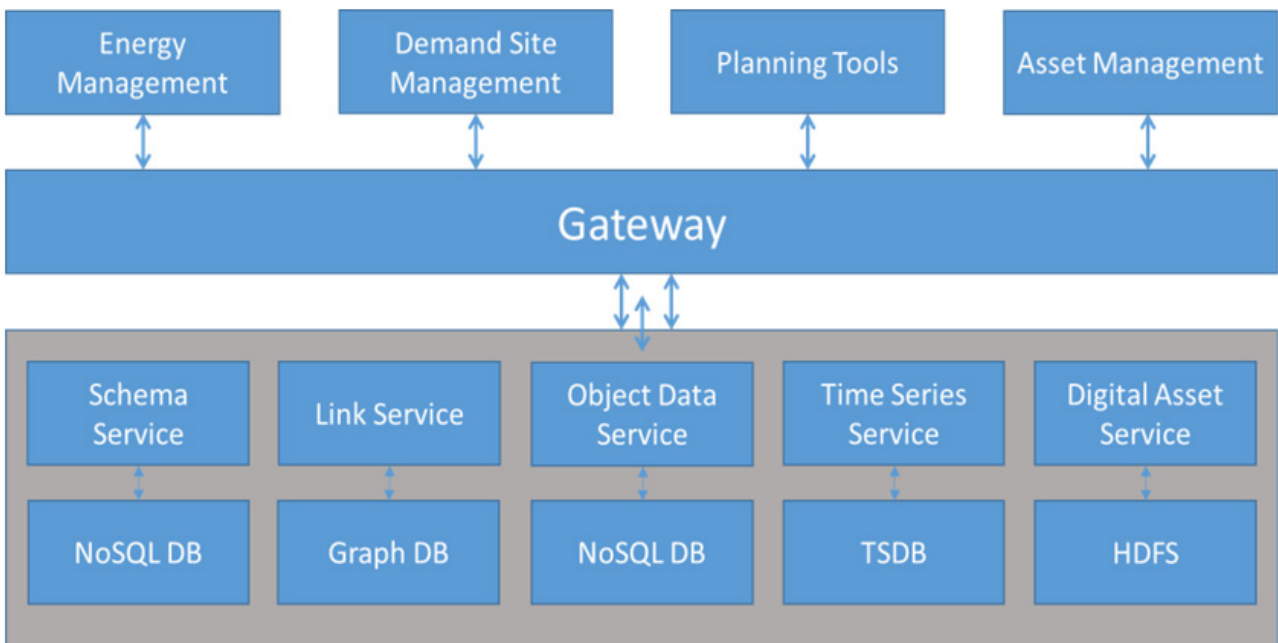 Energy
Management
Demand Site
Management
Planning Tools
Asset Management
Gateway
Schema
Service
Link Service
Object Data
Service
Time Series
Service
Digital Asset
Service
NoSQL DB
Graph DB
NoSQL DB
TSDB
HDFS